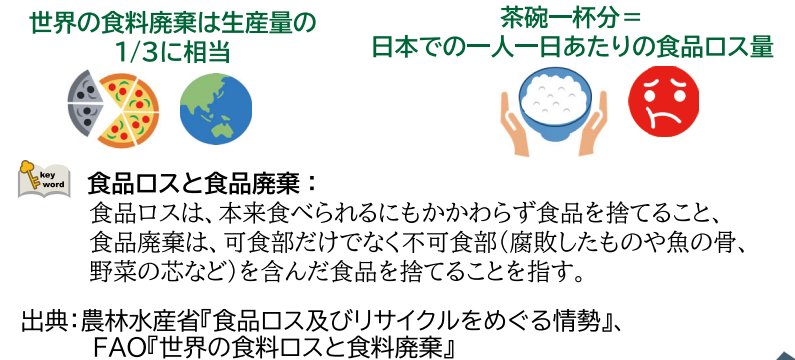 世界の食料廃棄は生産量の
1/3に相当
茶碗一杯分＝
日本での一人一日あたりの食品ロス量
key
word
食品ロスと食品廃棄：
食品ロスは、本来食べられるにもかかわらず食品を捨てること、
食品廃棄は、可食部だけでなく不可食部（腐敗したものや魚の骨、
野菜の芯など）を含んだ食品を捨てることを指す。
出典：農林水産省『食品ロス及びリサイクルをめぐる情勢』、
FAO『世界の食料ロスと食料廃棄』